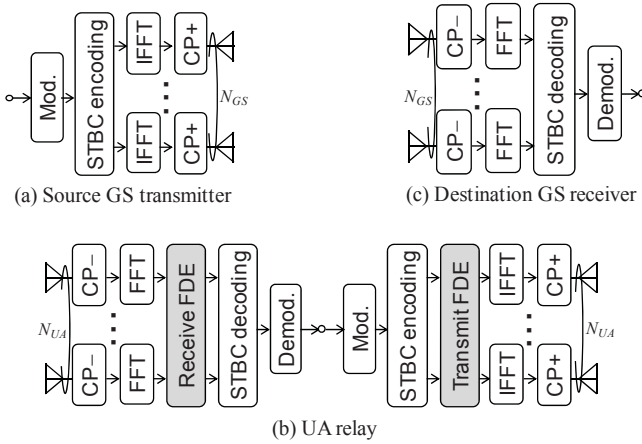 Mod.
STBC encoding
IFFT
CP+
N_GS
IFFT
CP+
(a) Source GS transmitter
N_GS
CP−
FFT
CP−
FFT
STBC decoding
Demod.
(c) Destination GS receiver
N_UA
CP−
FFT
CP−
FFT
Receive FDE
STBC decoding
Demod.
Mod.
STBC encoding
Transmit FDE
IFFT
CP+
IFFT
CP+
N_UA
(b) UA relay